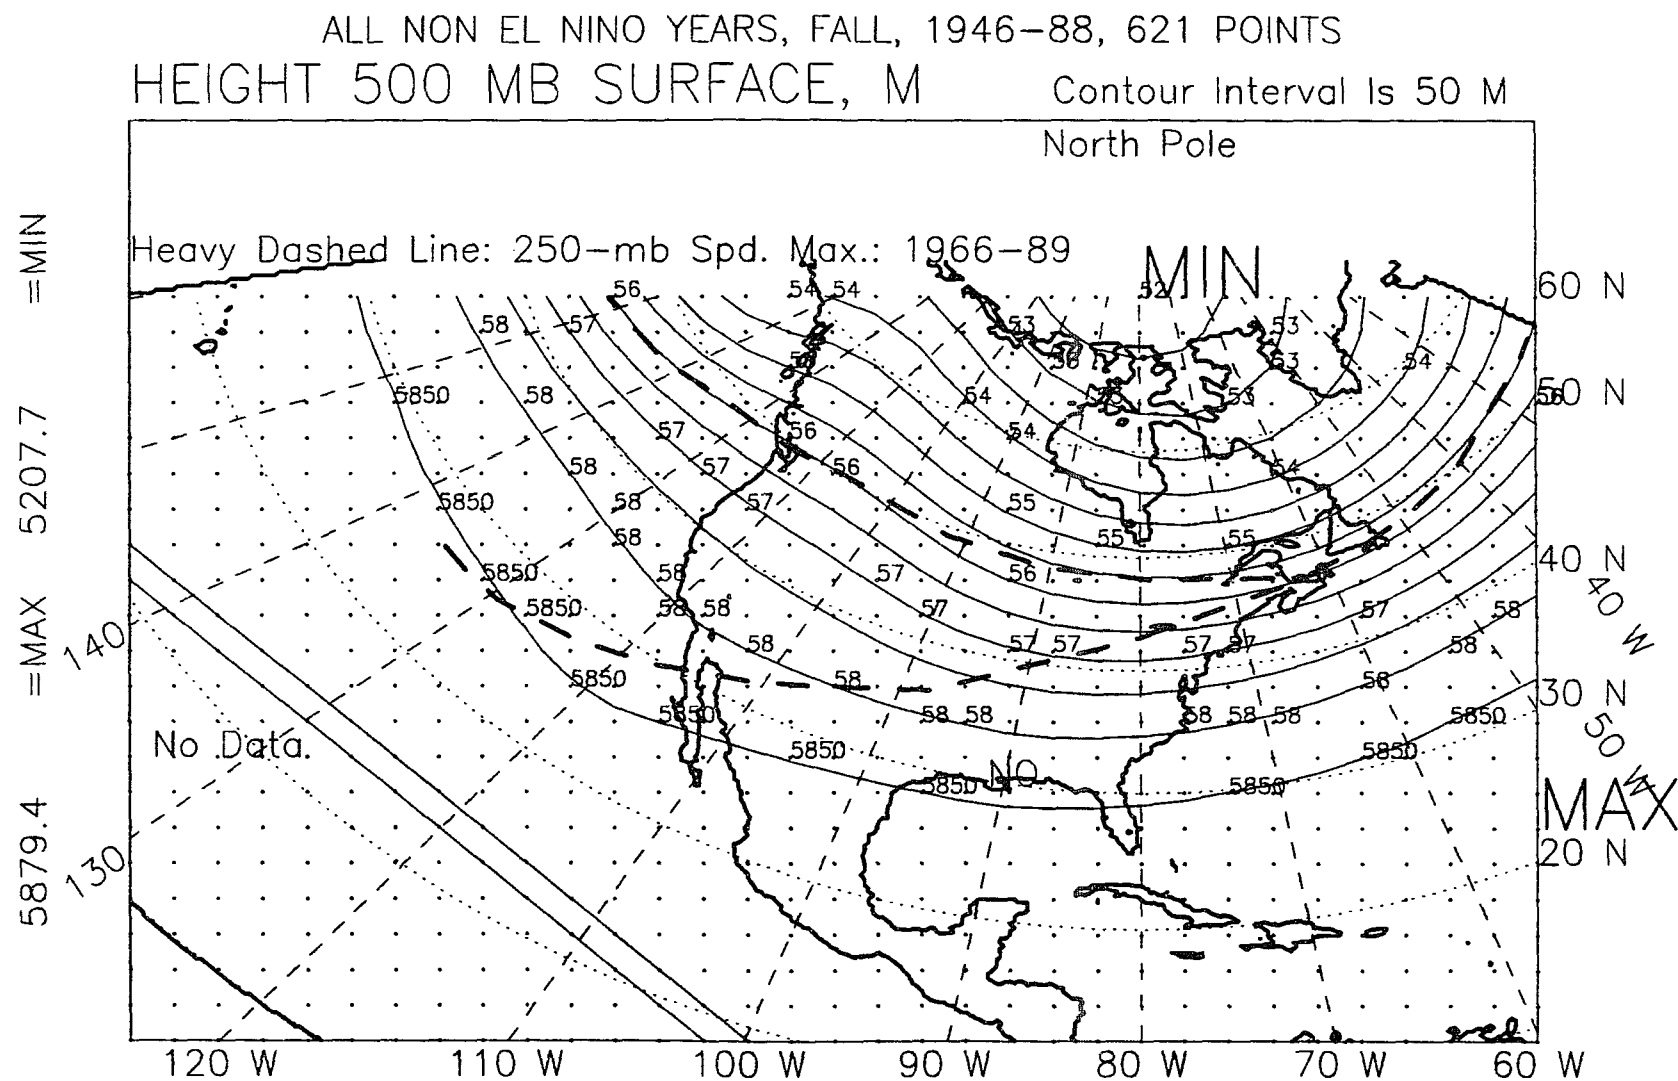 ALL NON EL NINO YEARS, FALL, 1946-88, 621 POINTS
HEIGHT 500 MB SURFACE, M
Contour Interval Is 50 M
North Pole
Heavy Dashed Line: 250-mb Spd. Max.: 1966-89
MIN
5879.4 =MAX 5207.7 =MIN
56 54 54 52
60 N
58 57 53 53
53 54
5850 58 54 53 50 N
57 56 54
58 57 56 54
5850 58 57 55
58 55 55
40 N
5850 58 57 56
40 W
5850 58 58 57 57 58
140
58 57 57 57 57 58
5850 58 58
30 N
5850 58 58 58 58 58 5850
50 W
No Data
5850 5850
NO
5850 5850
MAX
130
20 N
120 W 110 W 100 W 90 W 80 W 70 W 60 W